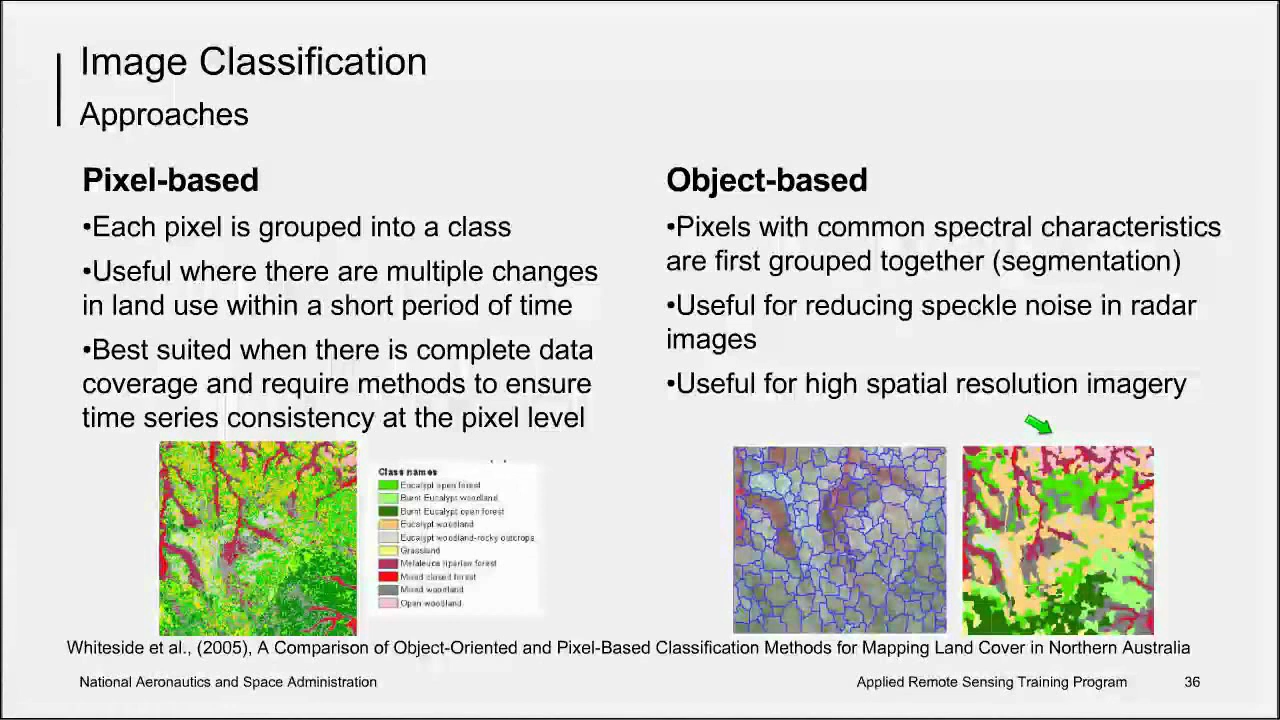 Image Classification
Approaches
Pixel-based
•Each pixel is grouped into a class
•Useful where there are multiple changes
in land use within a short period of time
•Best suited when there is complete data
coverage and require methods to ensure
time series consistency at the pixel level
Object-based
•Pixels with common spectral characteristics
are first grouped together (segmentation)
•Useful for reducing speckle noise in radar
images
•Useful for high spatial resolution imagery
Class names
Eucalypt open forest
Burnt Eucalypt woodland
Burnt Eucalypt open forest
Eucalypt woodland
Eucalypt woodland-rocky outcrops
Grassland
Melaleuca riparian forest
Mixed closed forest
Mixed woodland
Open woodland
Whiteside et al., (2005), A Comparison of Object-Oriented and Pixel-Based Classification Methods for Mapping Land Cover in Northern Australia
National Aeronautics and Space Administration
Applied Remote Sensing Training Program
36